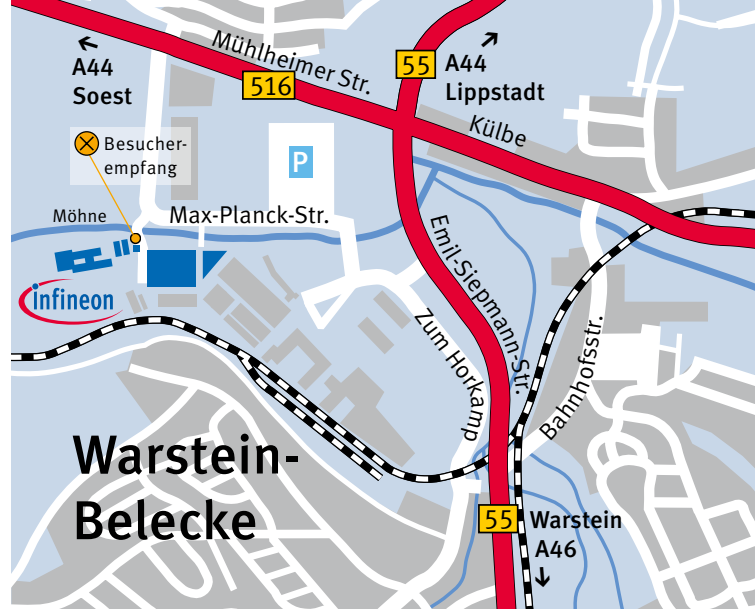 A44
Soest
Mühlheimer Str.
516
55
A44
Lippstadt
Külbe
Besucher-
empfang
P
Möhne
Max-Planck-Str.
infineon
Emil-Siepmann-Str.
Zum Horkamp
Bahnhofsstr.
Warstein-
Belecke
55
Warstein
A46